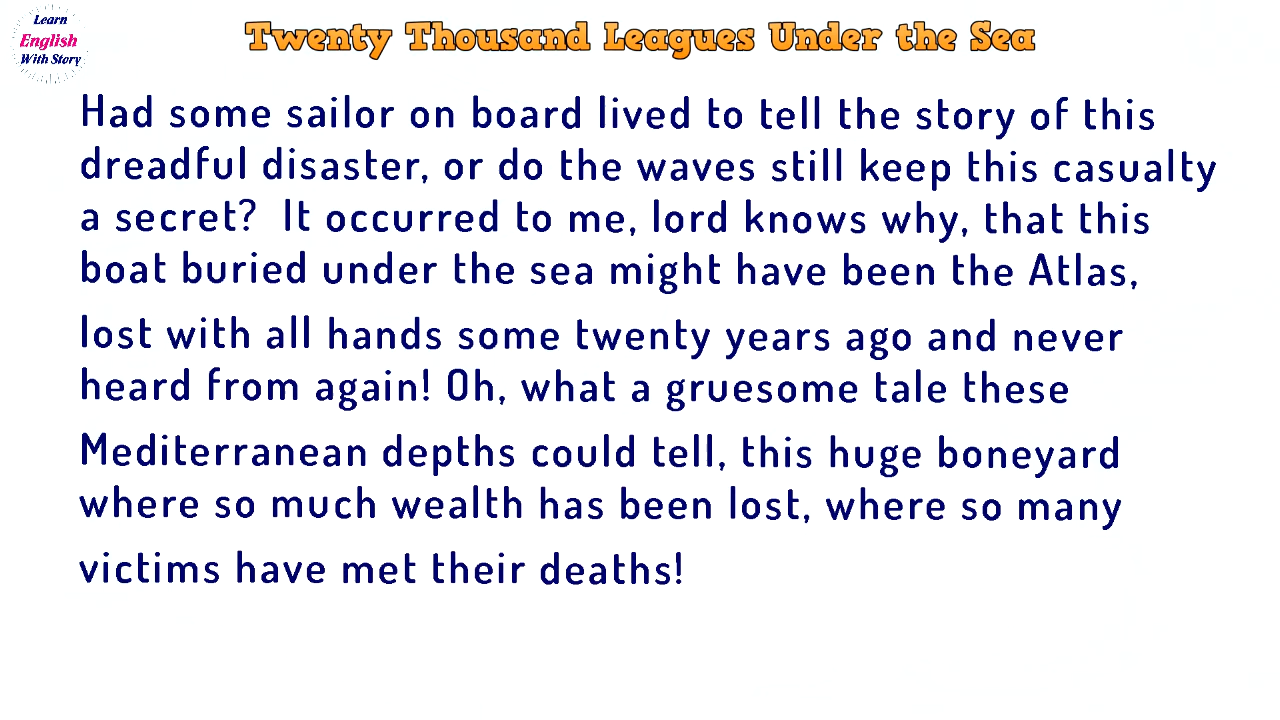 Learn
English
With Story
Twenty Thousand Leagues Under the Sea
Had some sailor on board lived to tell the story of this
dreadful disaster, or do the waves still keep this casualty
a secret?  It occurred to me, lord knows why, that this
boat buried under the sea might have been the Atlas,
lost with all hands some twenty years ago and never
heard from again! Oh, what a gruesome tale these
Mediterranean depths could tell, this huge boneyard
where so much wealth has been lost, where so many
victims have met their deaths!